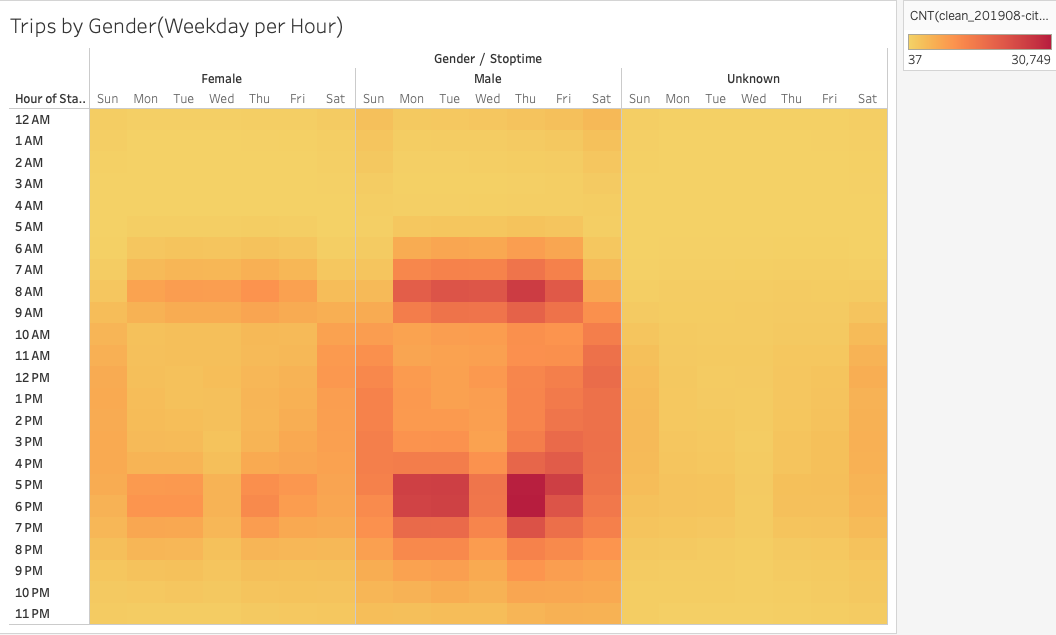 Trips by Gender(Weekday per Hour)
CNT(clean_201908-cit...
37 30,749
Gender / Stoptime
Female Male Unknown
Hour of Sta.. Sun Mon Tue Wed Thu Fri Sat Sun Mon Tue Wed Thu Fri Sat Sun Mon Tue Wed Thu Fri Sat
12 AM
1 AM
2 AM
3 AM
4 AM
5 AM
6 AM
7 AM
8 AM
9 AM
10 AM
11 AM
12 PM
1 PM
2 PM
3 PM
4 PM
5 PM
6 PM
7 PM
8 PM
9 PM
10 PM
11 PM